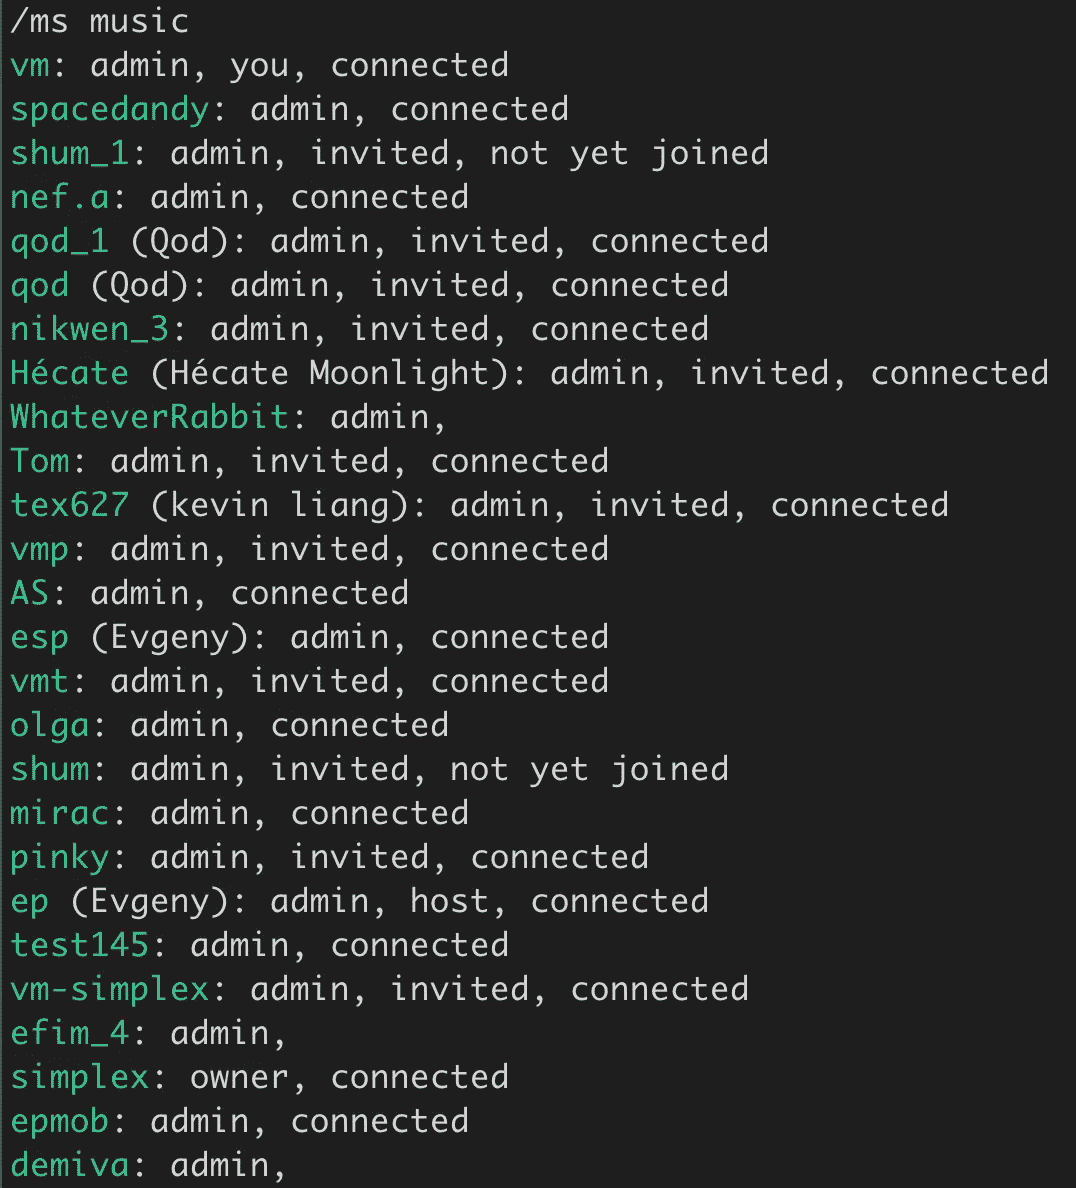 /ms music
vm: admin, you, connected
spacedandy: admin, connected
shum_1: admin, invited, not yet joined
nef.a: admin, connected
qod_1 (Qod): admin, invited, connected
qod (Qod): admin, invited, connected
nikwen_3: admin, invited, connected
Hécate (Hécate Moonlight): admin, invited, connected
WhateverRabbit: admin,
Tom: admin, invited, connected
tex627 (kevin liang): admin, invited, connected
vmp: admin, invited, connected
AS: admin, connected
esp (Evgeny): admin, connected
vmt: admin, invited, connected
olga: admin, connected
shum: admin, invited, not yet joined
mirac: admin, connected
pinky: admin, invited, connected
ep (Evgeny): admin, host, connected
test145: admin, connected
vm-simplex: admin, invited, connected
efim_4: admin,
simplex: owner, connected
epmob: admin, connected
demiva: admin,